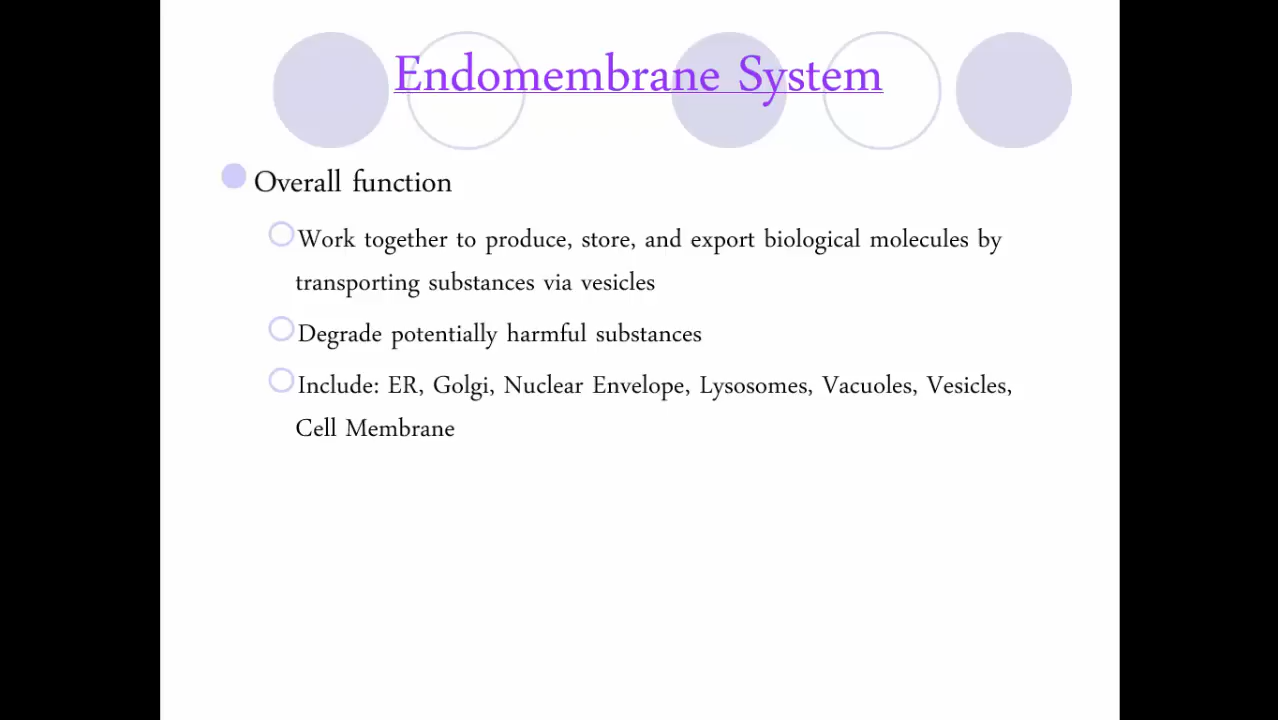 Endomembrane System
Overall function
Work together to produce, store, and export biological molecules by
transporting substances via vesicles
Degrade potentially harmful substances
Include: ER, Golgi, Nuclear Envelope, Lysosomes, Vacuoles, Vesicles,
Cell Membrane